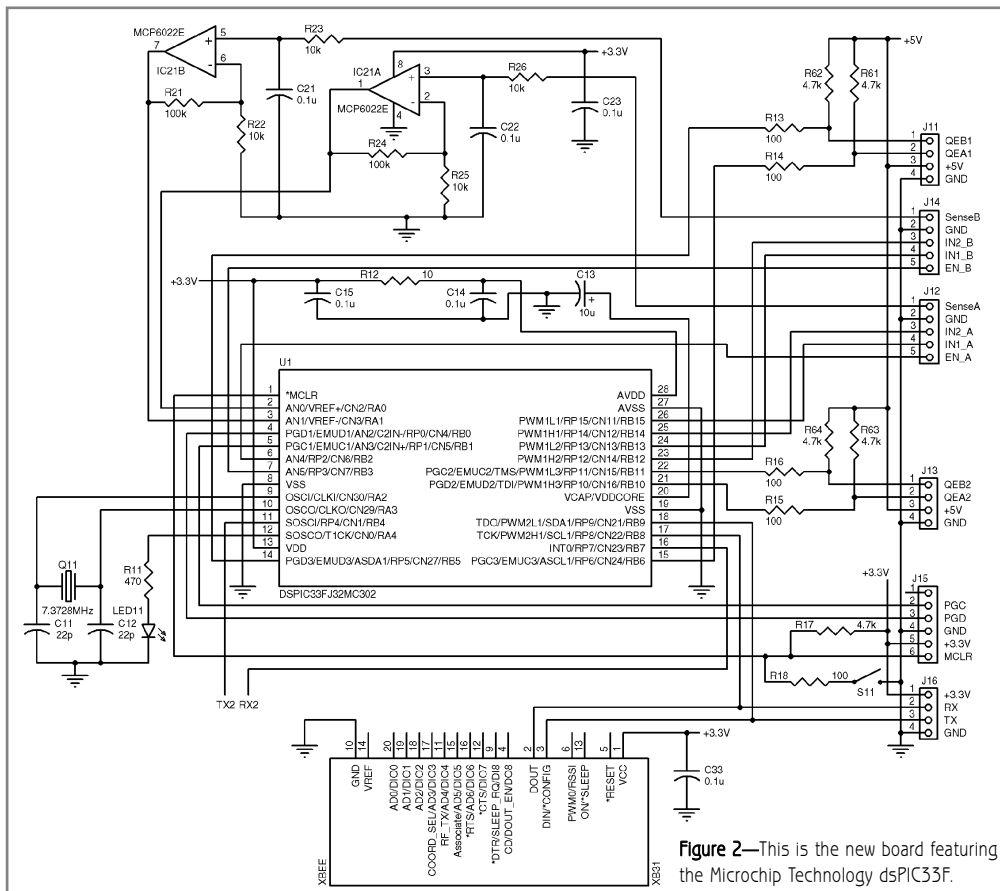 MCP6022E
7
5
+
6
-
IC21B
R23
10k
R21
100k
R22
10k
C21
0.1u
IC21A
8
3
+
1
2
-
4
MCP6022E
R26
10k
+3.3V
C23
0.1u
C22
0.1u
R24
100k
R25
10k
+5V
R62
4.7k
R61
4.7k
R13
100
R14
100
J11
1 QEB1
2 QEA1
3 +5V
4 GND
J14
1 SenseB
2 GND
3 IN2_B
4 IN1_B
5 EN_B
J12
1 SenseA
2 GND
3 IN2_A
4 IN1_A
5 EN_A
+3.3V
R12 10
C15
0.1u
C14
0.1u
C13
+
10u
U1
1 *MCLR
2 AN0/VREF+/CN2/RA0
3 AN1/VREF-/CN3/RA1
4 PGD1/EMUD1/AN2/C2IN-/RP0/CN4/RB0
5 PGC1/EMUC1/AN3/C2IN+/RP1/CN5/RB1
6 AN4/RP2/CN6/RB2
7 AN5/RP3/CN7/RB3
8 VSS
9 OSCI/CLKI/CN30/RA2
10 OSCO/CLKO/CN29/RA3
11 SOSCI/RP4/CN1/RB4
12 SOSCO/T1CK/CN0/RA4
13 VDD
14 PGD3/EMUD3/ASDA1/RP5/CN27/RB5
AVDD 28
AVSS 27
PWM1L1/RP15/CN11/RB15 26
PWM1H1/RP14/CN12/RB14 25
PWM1L2/RP13/CN13/RB13 24
PWM1H2/RP12/CN14/RB12 23
PGC2/EMUC2/TMS/PWM1L3/RP11/CN15/RB11 22
PGD2/EMUD2/TDI/PWM1H3/RP10/CN16/RB10 21
VCAP/VDDCORE 20
VSS 19
TDO/PWM2L1/SDA1/RP9/CN21/RB9 18
TCK/PWM2H1/SCL1/RP8/CN22/RB8 17
INT0/RP7/CN23/RB7 16
PGC3/EMUC3/ASCL1/RP6/CN24/RB6 15
DSPIC33FJ32MC302
R64
4.7k
R63
4.7k
R16
100
R15
100
J13
1 QEB2
2 QEA2
3 +5V
4 GND
Q11
7.3728MHz
C11
22p
C12
22p
R11
470
LED11
TX2 RX2
+3.3V
R17 4.7k
R18 100
S11
J15
1
2 PGC
3 PGD
4 GND
5 +3.3V
6 MCLR
J16
1 +3.3V
2 RX
3 TX
4 GND
10 GND
14 VREF
20 AD0/DIC0
19 AD1/DIC1
18 AD2/DIC2
17 COORD_SEL/AD3/DIC3
11 RF_TX/AD4/DIC4
15 Associate/AD5/DIC5
16 *RTS/AD6/DIC6
12 *CTS/DIC7
9 *DTR/SLEEP_RQ/DI8
4 CD/DOUT_EN/DC8
2 DOUT
3 DIN/*CONFIG
6 PWM0/RSSI
13 ON/*SLEEP
5 *RESET
1 VCC
+3.3V
C33
0.1u
XBEE
XB31
Figure 2—This is the new board featuring
the Microchip Technology dsPIC33F.